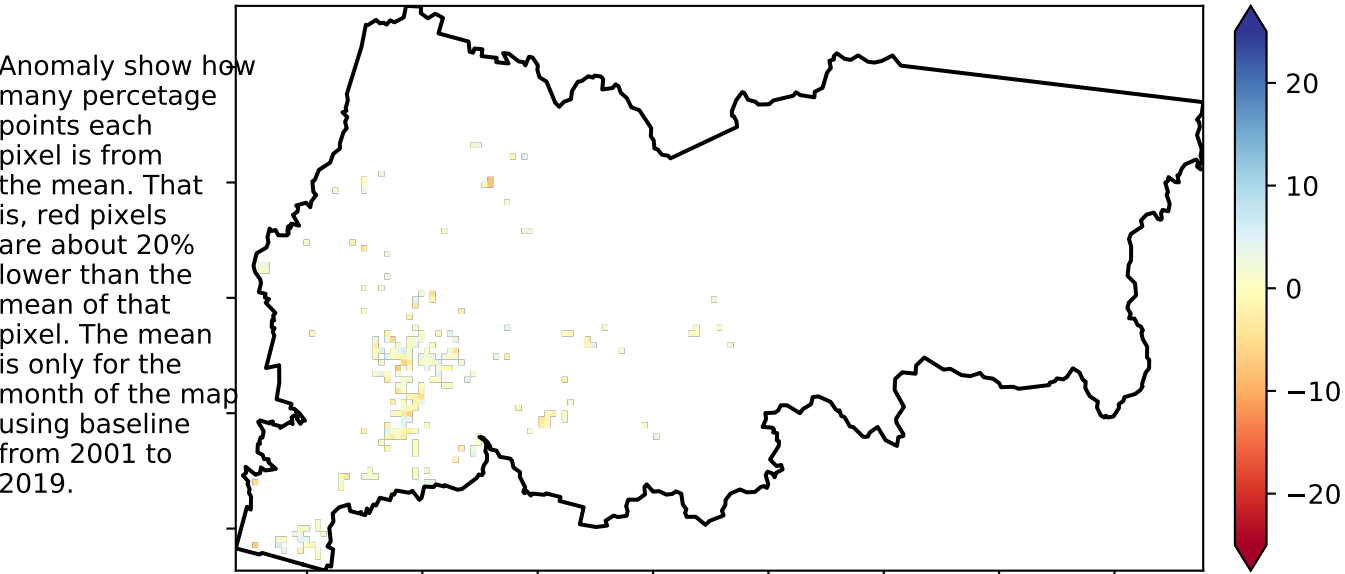 Anomaly show how
many percetage
points each
pixel is from
the mean. That
is, red pixels
are about 20%
lower than the
mean of that
pixel. The mean
is only for the
month of the map
using baseline
from 2001 to
2019.
20
10
0
−10
−20